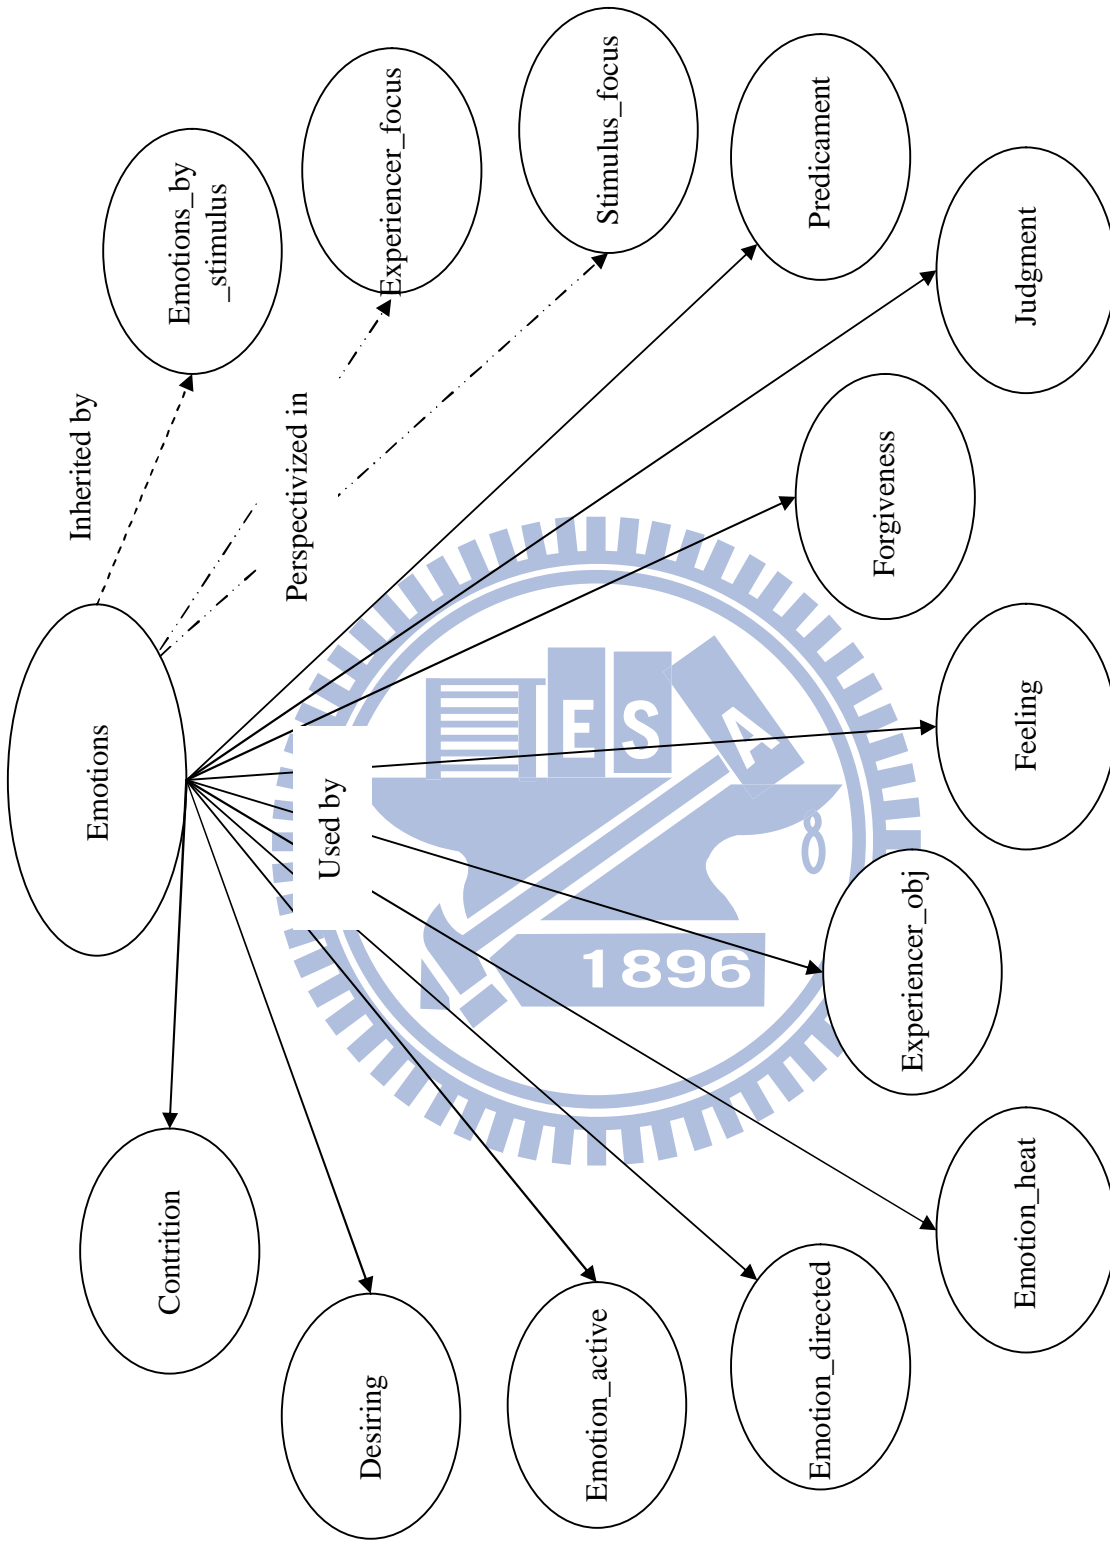 Emotions
Inherited by
Emotions_by
_stimulus
Perspectivized in
Experiencer_focus
Stimulus_focus
Used by
Contrition
Desiring
Emotion_active
Emotion_directed
Emotion_heat
Experiencer_obj
Feeling
Forgiveness
Judgment
Predicament
E S A
1896